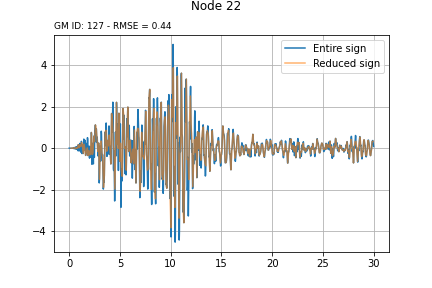 Node 22
GM ID: 127 - RMSE = 0.44
Entire sign
Reduced sign
4
2
0
−2
−4
0 5 10 15 20 25 30